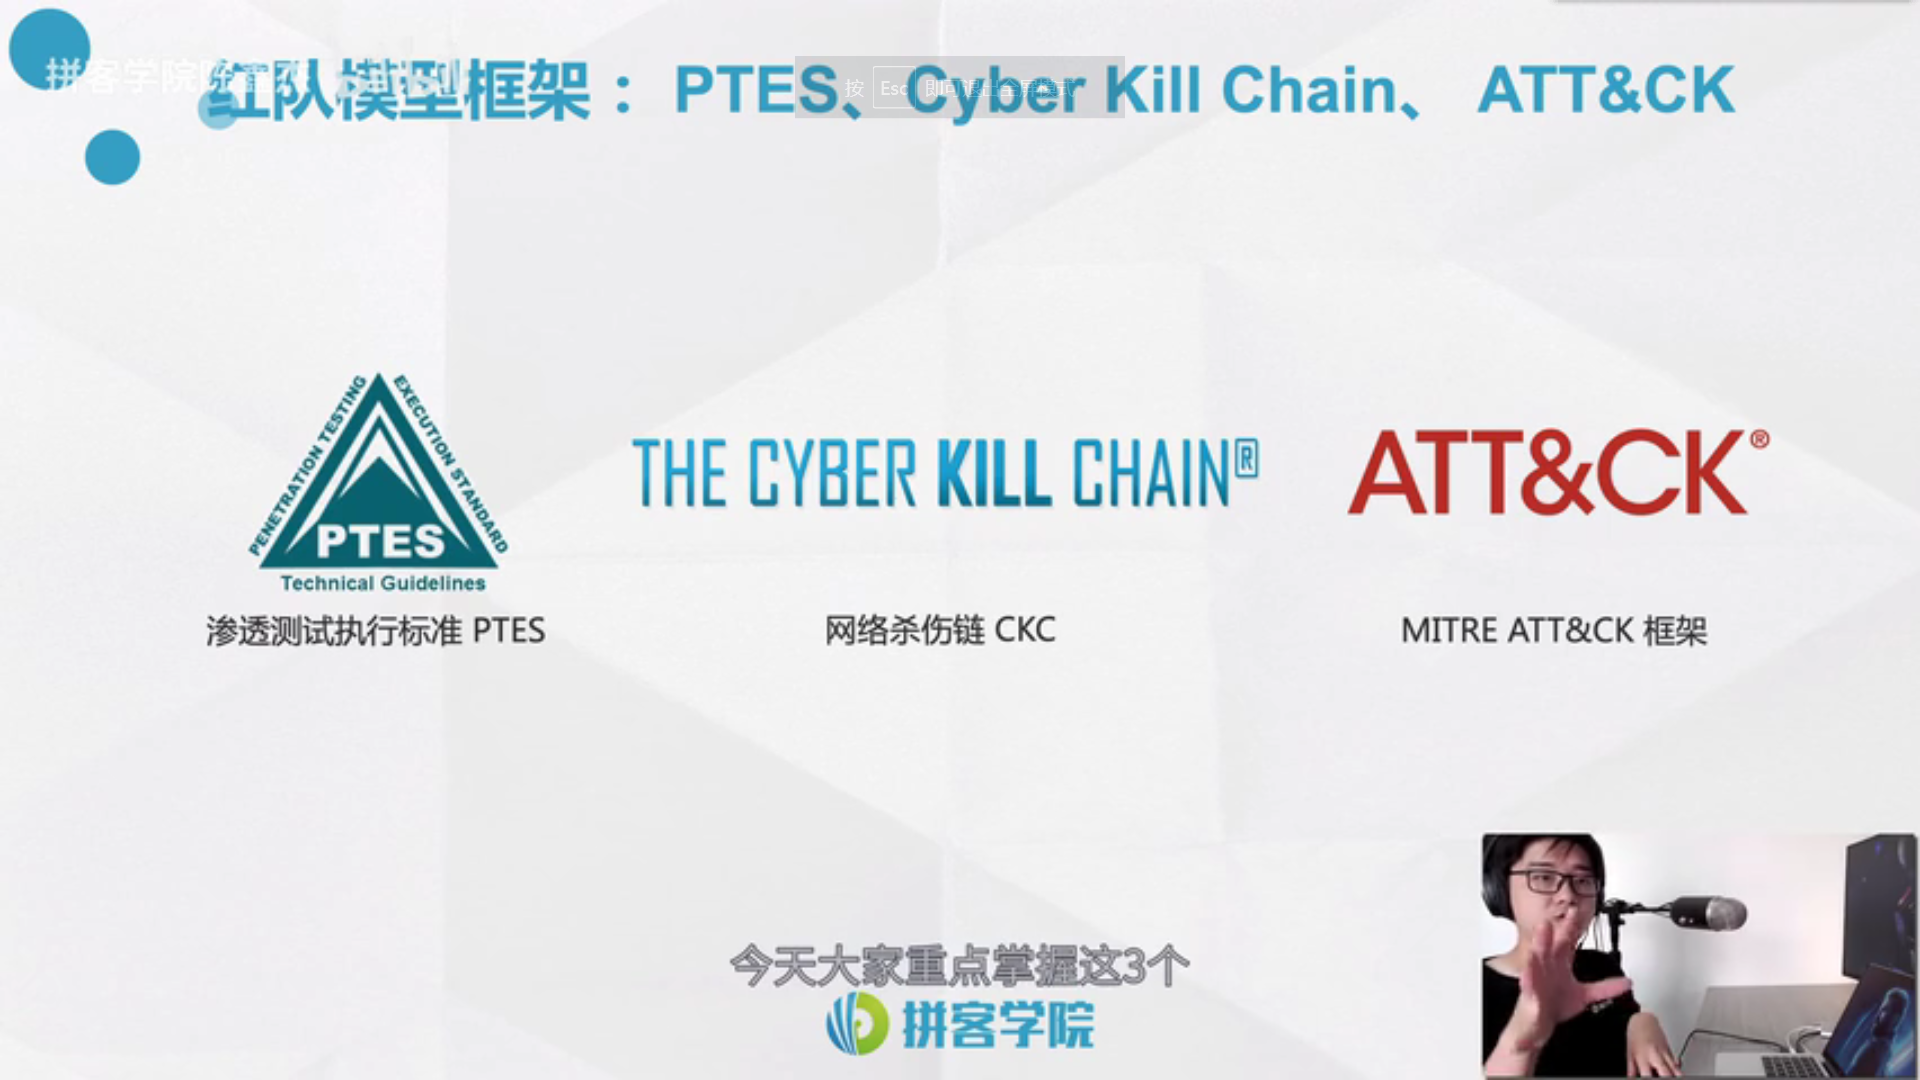 拼客学院陈鑫杰
红队模型框架： PTES、Cyber Kill Chain、 ATT&CK
按 Esc 即可退出全屏模式
PENETRATION TESTING
EXECUTION STANDARD
PTES
Technical Guidelines
THE CYBER KILL CHAIN®
ATT&CK®
渗透测试执行标准 PTES
网络杀伤链 CKC
MITRE ATT&CK 框架
今天大家重点掌握这3个
拼客学院